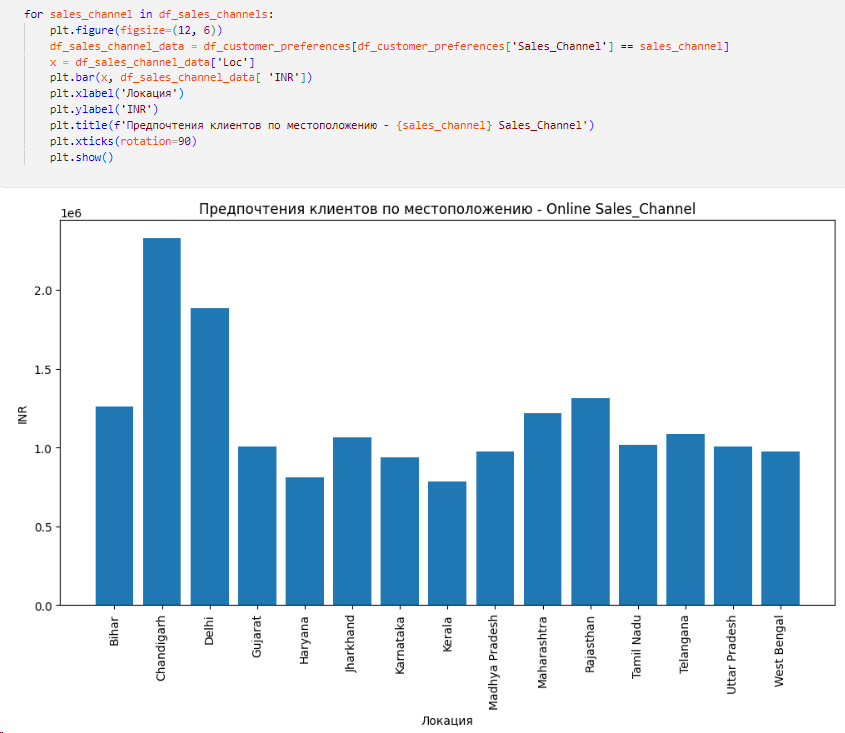 for sales_channel in df_sales_channels:
plt.figure(figsize=(12, 6))
df_sales_channel_data = df_customer_preferences[df_customer_preferences['Sales_Channel'] == sales_channel]
x = df_sales_channel_data['Loc']
plt.bar(x, df_sales_channel_data[ 'INR'])
plt.xlabel('Локация')
plt.ylabel('INR')
plt.title(f'Предпочтения клиентов по местоположению - {sales_channel} Sales_Channel')
plt.xticks(rotation=90)
plt.show()
Предпочтения клиентов по местоположению - Online Sales_Channel
1e6
2.0
1.5
1.0
0.5
0.0
INR
Bihar
Chandigarh
Delhi
Gujarat
Haryana
Jharkhand
Karnataka
Kerala
Madhya Pradesh
Maharashtra
Rajasthan
Tamil Nadu
Telangana
Uttar Pradesh
West Bengal
Локация